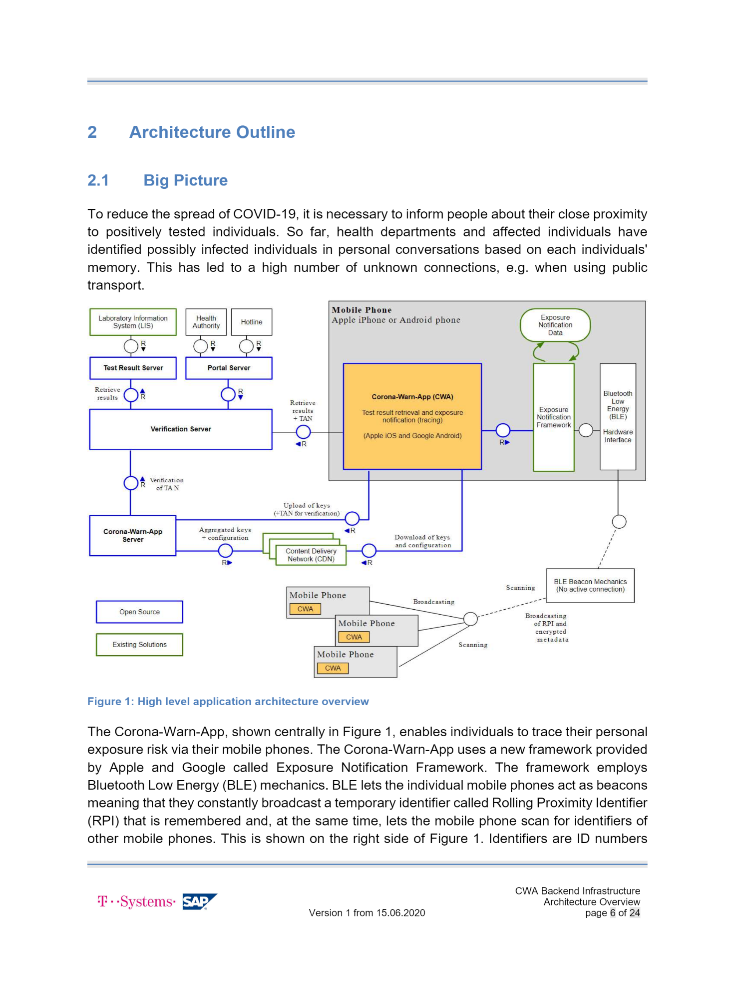 2 Architecture Outline
2.1 Big Picture
To reduce the spread of COVID-19, it is necessary to inform people about their close proximity
to positively tested individuals. So far, health departments and affected individuals have
identified possibly infected individuals in personal conversations based on each individuals'
memory. This has led to a high number of unknown connections, e.g. when using public
transport.
Laboratory Information
System (LIS)
Health
Authority
Hotline
R
R
R
Test Result Server
Portal Server
Retrieve
results
R
R
Verification Server
Retrieve
results
+ TAN
R
Mobile Phone
Apple iPhone or Android phone
Exposure
Notification
Data
Corona-Warn-App (CWA)
Test result retrieval and exposure
notification (tracing)
(Apple iOS and Google Android)
R
Exposure
Notification
Framework
Bluetooth
Low
Energy
(BLE)
Hardware
Interface
R
Verification
of TAN
Upload of keys
(+TAN for verification)
R
Corona-Warn-App
Server
Aggregated keys
+ configuration
R
Content Delivery
Network (CDN)
R
Download of keys
and configuration
BLE Beacon Mechanics
(No active connection)
Scanning
Broadcasting
Broadcasting
of RPI and
encrypted
metadata
Scanning
Mobile Phone
CWA
Mobile Phone
CWA
Mobile Phone
CWA
Open Source
Existing Solutions
Figure 1: High level application architecture overview
The Corona-Warn-App, shown centrally in Figure 1, enables individuals to trace their personal
exposure risk via their mobile phones. The Corona-Warn-App uses a new framework provided
by Apple and Google called Exposure Notification Framework. The framework employs
Bluetooth Low Energy (BLE) mechanics. BLE lets the individual mobile phones act as beacons
meaning that they constantly broadcast a temporary identifier called Rolling Proximity Identifier
(RPI) that is remembered and, at the same time, lets the mobile phone scan for identifiers of
other mobile phones. This is shown on the right side of Figure 1. Identifiers are ID numbers
T··Systems· SAP
Version 1 from 15.06.2020
CWA Backend Infrastructure
Architecture Overview
page 6 of 24